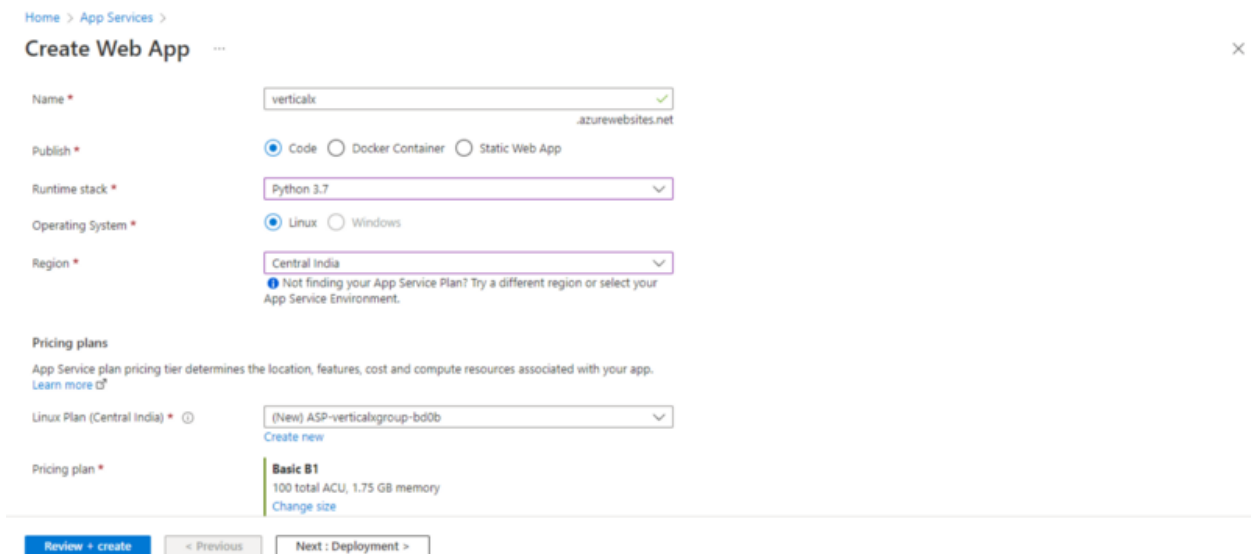 Home > App Services >
Create Web App ...
Name *
verticalx
.azurewebsites.net
Publish *
Code Docker Container Static Web App
Runtime stack *
Python 3.7
Operating System *
Linux Windows
Region *
Central India
Not finding your App Service Plan? Try a different region or select your
App Service Environment.
Pricing plans
App Service plan pricing tier determines the location, features, cost and compute resources associated with your app.
Learn more
Linux Plan (Central India) *
(New) ASP-verticalxgroup-bd0b
Create new
Pricing plan *
Basic B1
100 total ACU, 1.75 GB memory
Change size
Review + create < Previous Next : Deployment >